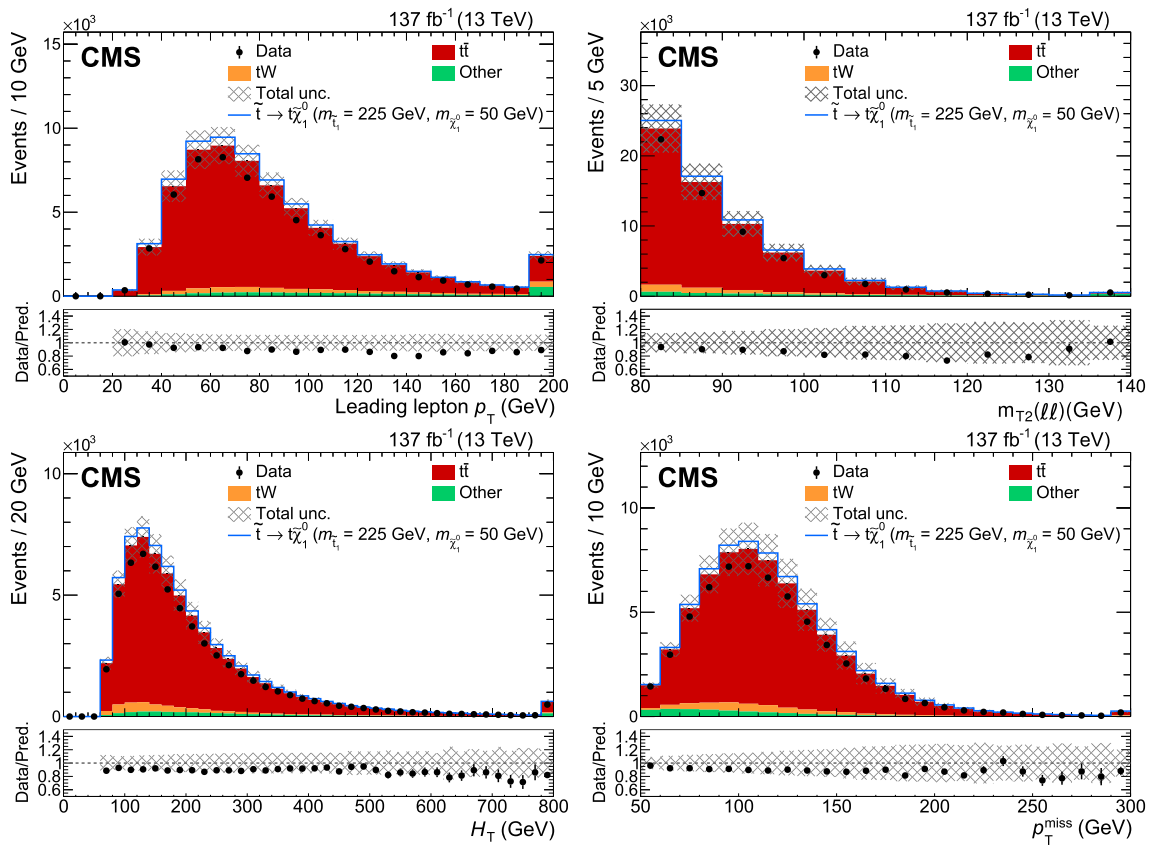 ×10³ 137 fb⁻¹ (13 TeV)
CMS
Data tt̄
tW Other
Total unc.
t̃ → tχ̃₁⁰ (m_t̃₁ = 225 GeV, m_χ̃₁⁰ = 50 GeV)
Events / 10 GeV
15
10
5
0
Data/Pred.
1.4
1.2
1
0.8
0.6
0 20 40 60 80 100 120 140 160 180 200
Leading lepton p_T (GeV)
×10³ 137 fb⁻¹ (13 TeV)
CMS
Data tt̄
tW Other
Total unc.
t̃ → tχ̃₁⁰ (m_t̃₁ = 225 GeV, m_χ̃₁⁰ = 50 GeV)
Events / 5 GeV
30
20
10
0
Data/Pred.
1.4
1.2
1
0.8
0.6
80 90 100 110 120 130 140
m_T2(ℓℓ)(GeV)
×10³ 137 fb⁻¹ (13 TeV)
CMS
Data tt̄
tW Other
Total unc.
t̃ → tχ̃₁⁰ (m_t̃₁ = 225 GeV, m_χ̃₁⁰ = 50 GeV)
Events / 20 GeV
10
5
0
Data/Pred.
1.4
1.2
1
0.8
0.6
0 100 200 300 400 500 600 700 800
H_T (GeV)
×10³ 137 fb⁻¹ (13 TeV)
CMS
Data tt̄
tW Other
Total unc.
t̃ → tχ̃₁⁰ (m_t̃₁ = 225 GeV, m_χ̃₁⁰ = 50 GeV)
Events / 10 GeV
10
5
0
Data/Pred.
1.4
1.2
1
0.8
0.6
50 100 150 200 250 300
p_T^miss (GeV)